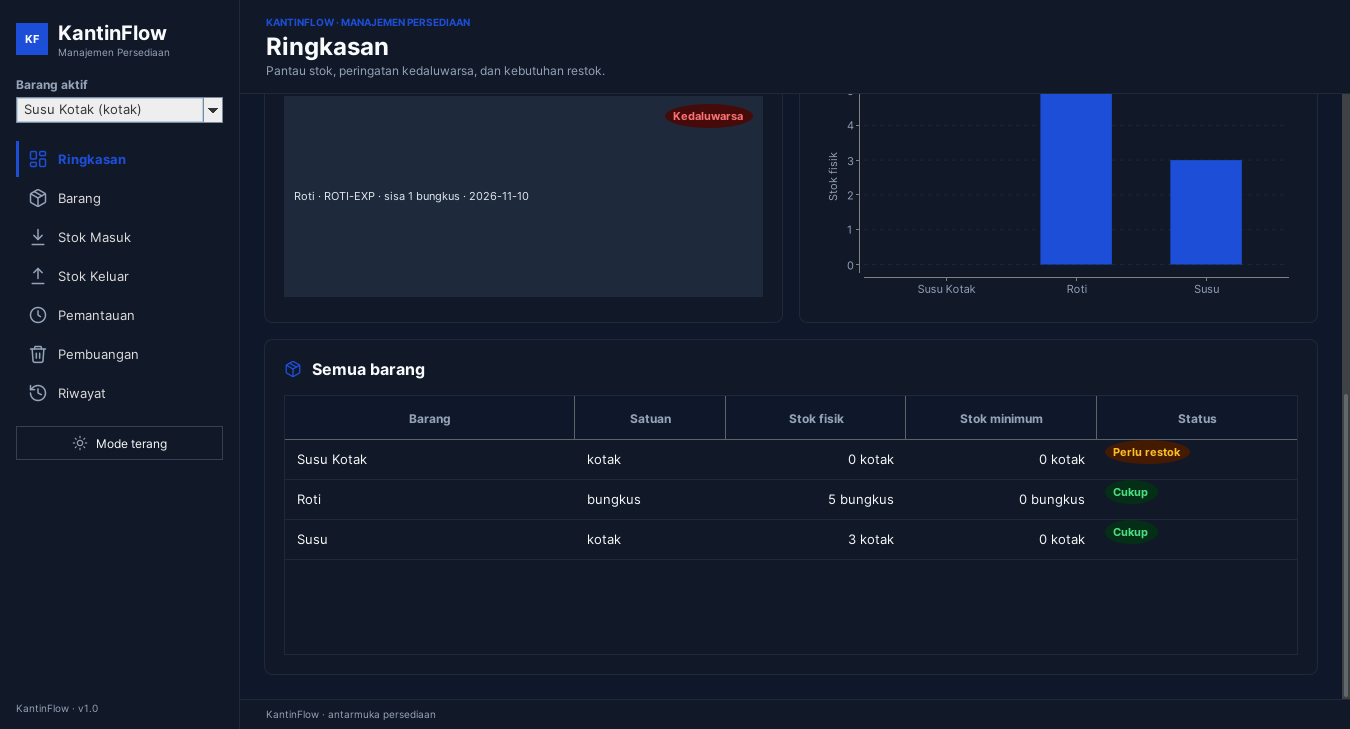 KF
KantinFlow
Manajemen Persediaan
Barang aktif
Susu Kotak (kotak)
Ringkasan
Barang
Stok Masuk
Stok Keluar
Pemantauan
Pembuangan
Riwayat
Mode terang
KantinFlow · v1.0
KANTINFLOW · MANAJEMEN PERSEDIAAN
Ringkasan
Pantau stok, peringatan kedaluwarsa, dan kebutuhan restok.
Kedaluwarsa
Roti · ROTI-EXP · sisa 1 bungkus · 2026-11-10
Stok fisik
4
3
2
1
0
Susu Kotak Roti Susu
Semua barang
Barang Satuan Stok fisik Stok minimum Status
Susu Kotak kotak 0 kotak 0 kotak Perlu restok
Roti bungkus 5 bungkus 0 bungkus Cukup
Susu kotak 3 kotak 0 kotak Cukup
KantinFlow · antarmuka persediaan